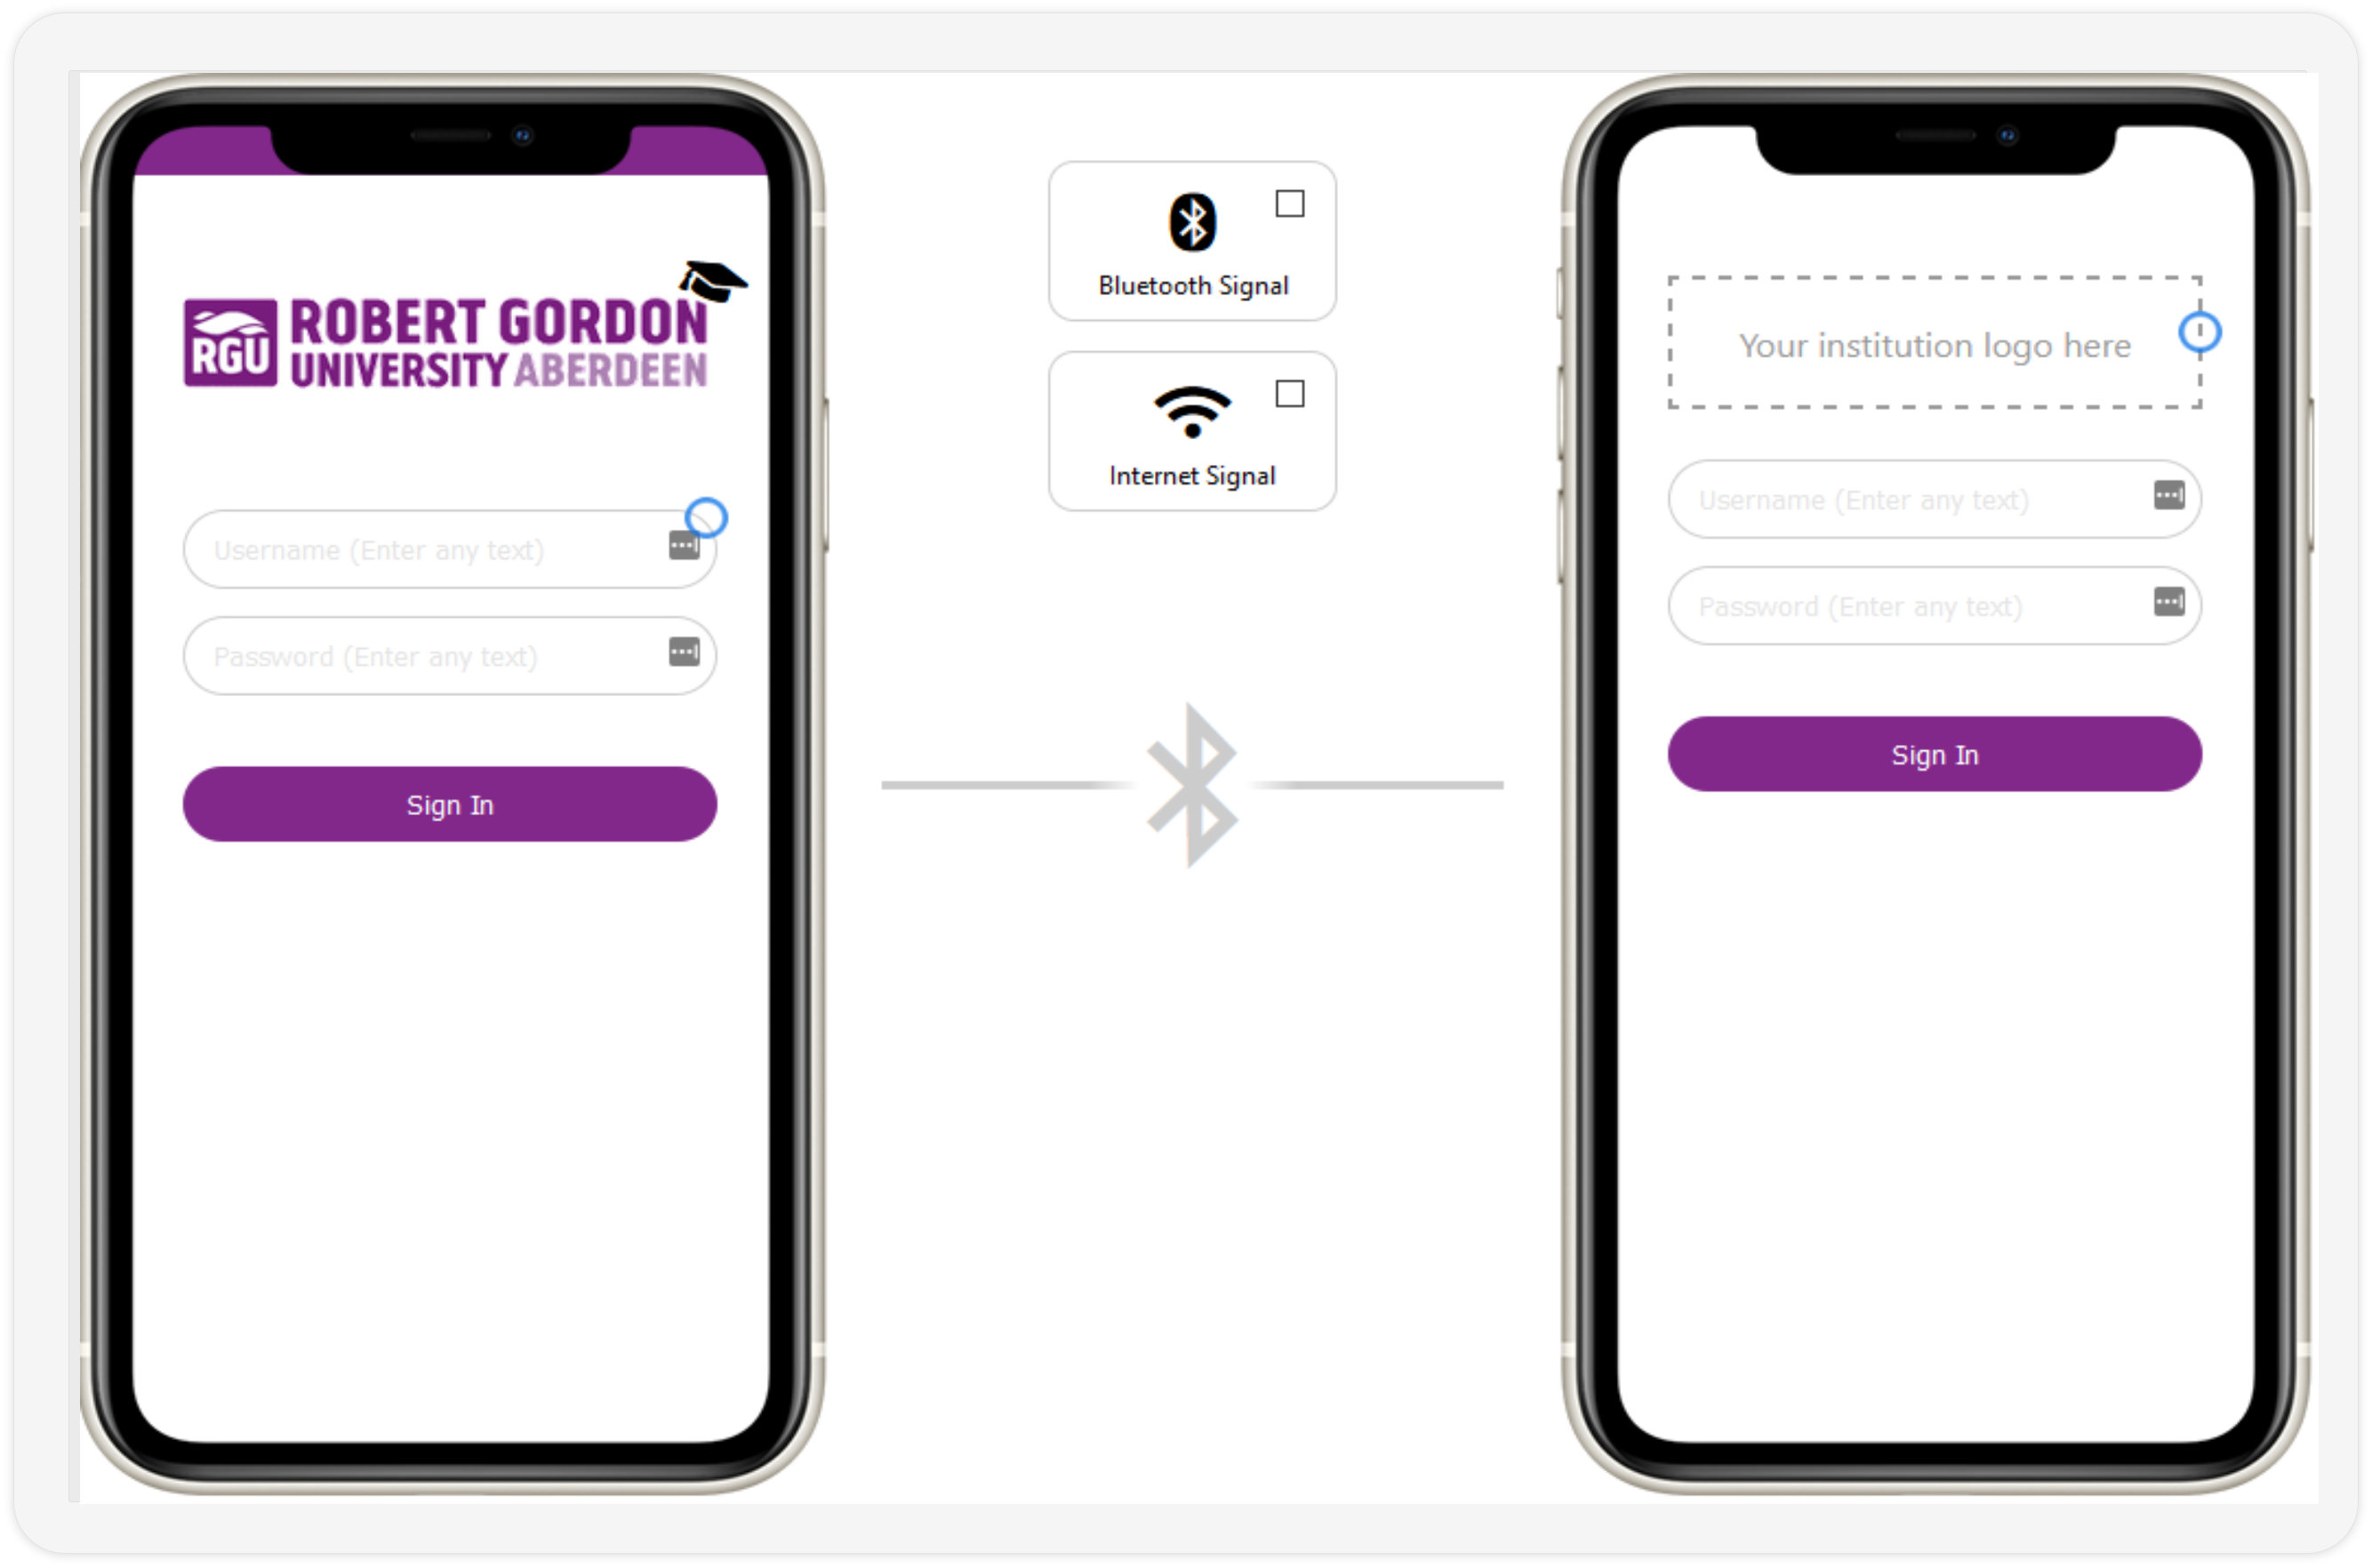 RGU
ROBERT GORDON
UNIVERSITY ABERDEEN
Username (Enter any text)
Password (Enter any text)
Sign In
Bluetooth Signal
Internet Signal
Your institution logo here
Username (Enter any text)
Password (Enter any text)
Sign In